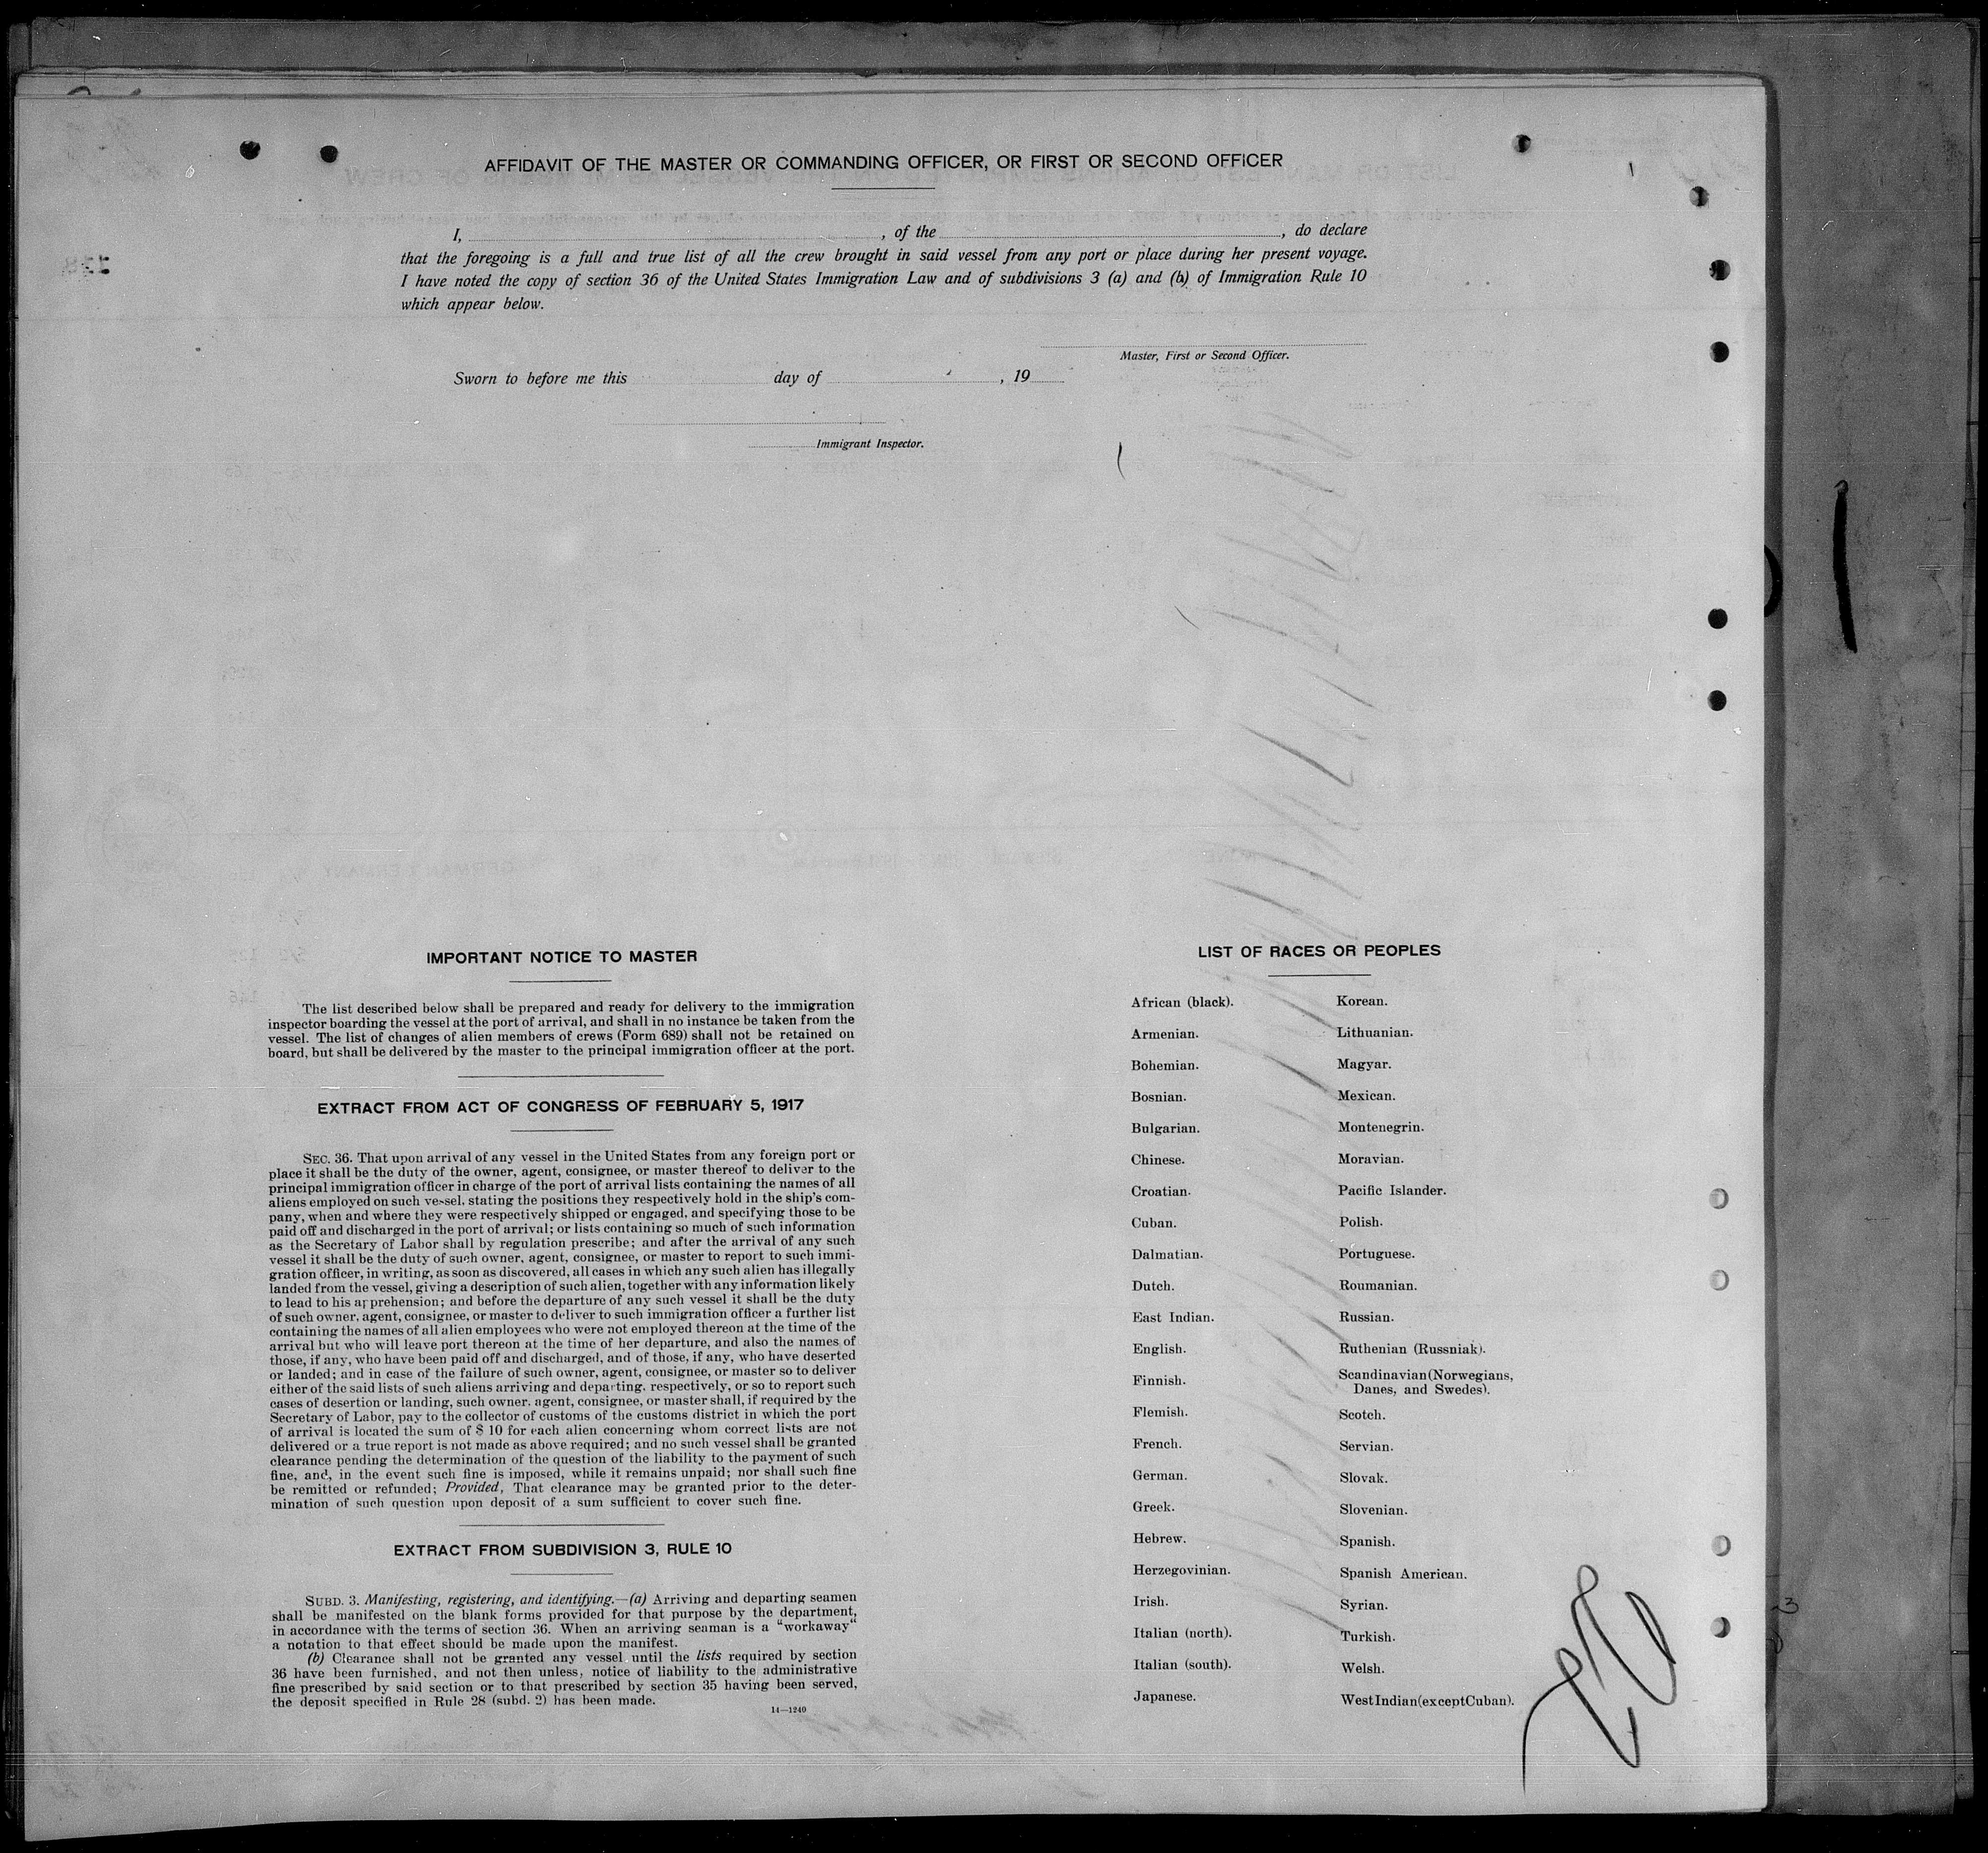 AFFIDAVIT OF THE MASTER OR COMMANDING OFFICER, OR FIRST OR SECOND OFFICER
I, , of the , do declare
that the foregoing is a full and true list of all the crew brought in said vessel from any port or place during her present voyage.
I have noted the copy of section 36 of the United States Immigration Law and of subdivisions 3 (a) and (b) of Immigration Rule 10
which appear below.
Master, First or Second Officer.
Sworn to before me this day of , 19
Immigrant Inspector.
IMPORTANT NOTICE TO MASTER
The list described below shall be prepared and ready for delivery to the immigration
inspector boarding the vessel at the port of arrival, and shall in no instance be taken from the
vessel. The list of changes of alien members of crews (Form 689) shall not be retained on
board, but shall be delivered by the master to the principal immigration officer at the port.
EXTRACT FROM ACT OF CONGRESS OF FEBRUARY 5, 1917
SEC. 36. That upon arrival of any vessel in the United States from any foreign port or
place it shall be the duty of the owner, agent, consignee, or master thereof to deliver to the
principal immigration officer in charge of the port of arrival lists containing the names of all
aliens employed on such vessel, stating the positions they respectively hold in the ship's com-
pany, when and where they were respectively shipped or engaged, and specifying those to be
paid off and discharged in the port of arrival; or lists containing so much of such information
as the Secretary of Labor shall by regulation prescribe; and after the arrival of any such
vessel it shall be the duty of such owner, agent, consignee, or master to report to such immi-
gration officer, in writing, as soon as discovered, all cases in which any such alien has illegally
landed from the vessel, giving a description of such alien, together with any information likely
to lead to his apprehension; and before the departure of any such vessel it shall be the duty
of such owner, agent, consignee, or master to deliver to such immigration officer a further list
containing the names of all alien employees who were not employed thereon at the time of the
arrival but who will leave port thereon at the time of her departure, and also the names of
those, if any, who have been paid off and discharged, and of those, if any, who have deserted
or landed; and in case of the failure of such owner, agent, consignee, or master so to deliver
either of the said lists of such aliens arriving and departing, respectively, or so to report such
cases of desertion or landing, such owner, agent, consignee, or master shall, if required by the
Secretary of Labor, pay to the collector of customs of the customs district in which the port
of arrival is located the sum of $ 10 for each alien concerning whom correct lists are not
delivered or a true report is not made as above required; and no such vessel shall be granted
clearance pending the determination of the question of the liability to the payment of such
fine, and, in the event such fine is imposed, while it remains unpaid; nor shall such fine
be remitted or refunded; Provided, That clearance may be granted prior to the deter-
mination of such question upon deposit of a sum sufficient to cover such fine.
EXTRACT FROM SUBDIVISION 3, RULE 10
SUBD. 3. Manifesting, registering, and identifying.—(a) Arriving and departing seamen
shall be manifested on the blank forms provided for that purpose by the department,
in accordance with the terms of section 36. When an arriving seaman is a "workaway"
a notation to that effect should be made upon the manifest.
(b) Clearance shall not be granted any vessel until the lists required by section
36 have been furnished, and not then unless, notice of liability to the administrative
fine prescribed by said section or to that prescribed by section 35 having been served,
the deposit specified in Rule 28 (subd. 2) has been made.
14—1240
LIST OF RACES OR PEOPLES
African (black).
Armenian.
Bohemian.
Bosnian.
Bulgarian.
Chinese.
Croatian.
Cuban.
Dalmatian.
Dutch.
East Indian.
English.
Finnish.
Flemish.
French.
German.
Greek.
Hebrew.
Herzegovinian.
Irish.
Italian (north).
Italian (south).
Japanese.
Korean.
Lithuanian.
Magyar.
Mexican.
Montenegrin.
Moravian.
Pacific Islander.
Polish.
Portuguese.
Roumanian.
Russian.
Ruthenian (Russniak).
Scandinavian (Norwegians,
Danes, and Swedes).
Scotch.
Servian.
Slovak.
Slovenian.
Spanish.
Spanish American.
Syrian.
Turkish.
Welsh.
West Indian (except Cuban).